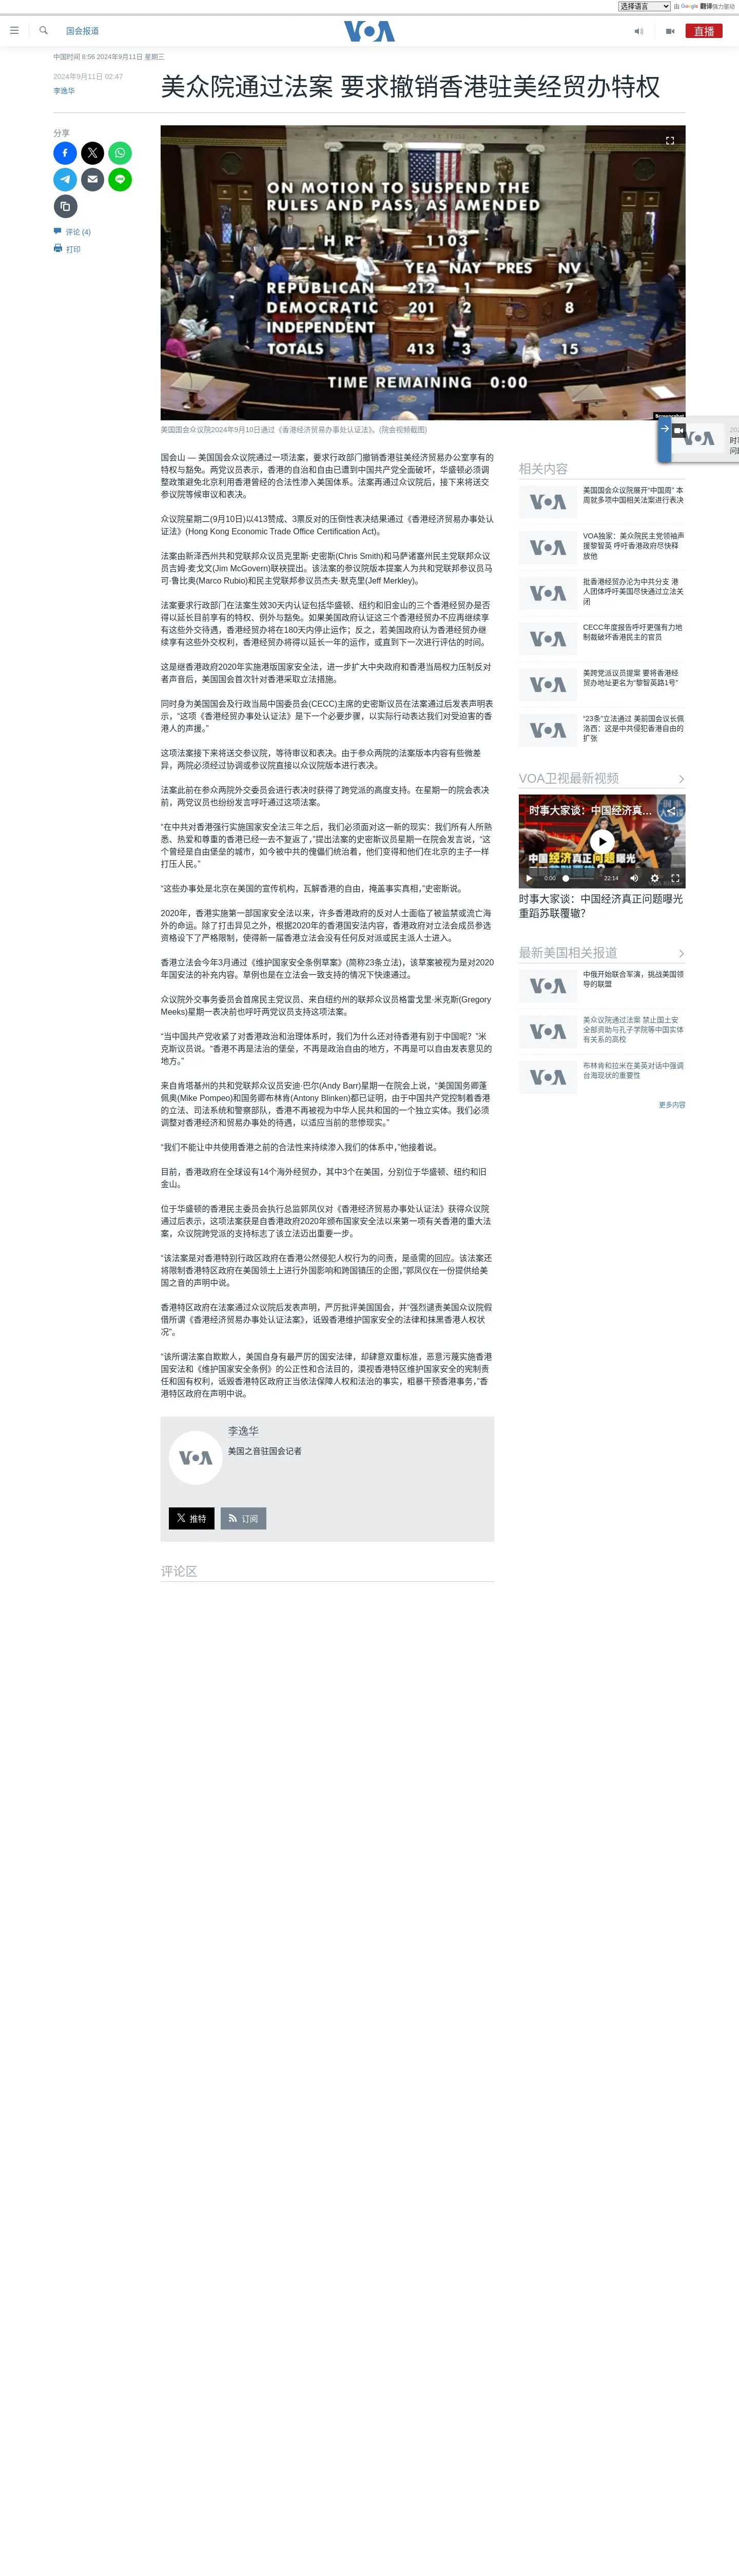 选择语言 由 Google 翻译强力驱动
国会报道
VOA
直播
中国时间 8:56 2024年9月11日 星期三
2024年9月11日 02:47
李逸华
美众院通过法案 要求撤销香港驻美经贸办特权
分享
评论 (4)
打印
ON MOTION TO SUSPEND THE
RULES AND PASS AS AMENDED
H R 1103
YEA NAY PRES NV
REPUBLICAN 212 1 7
DEMOCRATIC 201 2 8
INDEPENDENT
TOTALS 413 3 15
TIME REMAINING 0:00
Screenshot
美国国会众议院2024年9月10日通过《香港经济贸易办事处认证法》。(院会视频截图)
国会山 — 美国国会众议院通过一项法案，要求行政部门撤销香港驻美经济贸易办公室享有的
特权与豁免。两党议员表示，香港的自治和自由已遭到中国共产党全面破坏，华盛顿必须调
整政策避免北京利用香港曾经的合法性渗入美国体系。法案再通过众议院后，接下来将送交
参议院等候审议和表决。
众议院星期二(9月10日)以413赞成、3票反对的压倒性表决结果通过《香港经济贸易办事处认
证法》(Hong Kong Economic Trade Office Certification Act)。
法案由新泽西州共和党联邦众议员克里斯·史密斯(Chris Smith)和马萨诸塞州民主党联邦众议
员吉姆·麦戈文(Jim McGovern)联袂提出。该法案的参议院版本提案人为共和党联邦参议员马
可·鲁比奥(Marco Rubio)和民主党联邦参议员杰夫·默克里(Jeff Merkley)。
法案要求行政部门在法案生效30天内认证包括华盛顿、纽约和旧金山的三个香港经贸办是否
得以延长目前享有的特权、例外与豁免。如果美国政府认证这三个香港经贸办不应再继续享
有这些外交待遇，香港经贸办将在180天内停止运作；反之，若美国政府认为香港经贸办继
续享有这些外交权利，香港经贸办将得以延长一年的运作，或直到下一次进行评估的时间。
这是继香港政府2020年实施港版国家安全法，进一步扩大中央政府和香港当局权力压制反对
者声音后，美国国会首次针对香港采取立法措施。
同时身为美国国会及行政当局中国委员会(CECC)主席的史密斯议员在法案通过后发表声明表
示，“这项《香港经贸办事处认证法》是下一个必要步骤，以实际行动表达我们对受迫害的香
港人的声援。”
这项法案接下来将送交参议院，等待审议和表决。由于参众两院的法案版本内容有些微差
异，两院必须经过协调或参议院直接以众议院版本进行表决。
法案此前在参众两院外交委员会进行表决时获得了跨党派的高度支持。在星期一的院会表决
前，两党议员也纷纷发言呼吁通过这项法案。
“在中共对香港强行实施国家安全法三年之后，我们必须面对这一新的现实：我们所有人所熟
悉、热爱和尊重的香港已经一去不复返了，”提出法案的史密斯议员星期一在院会发言说，“这
个曾经是自由堡垒的城市，如今被中共的傀儡们统治着，他们变得和他们在北京的主子一样
打压人民。”
“这些办事处是北京在美国的宣传机构，瓦解香港的自由，掩盖事实真相，”史密斯说。
2020年，香港实施第一部国家安全法以来，许多香港政府的反对人士面临了被监禁或流亡海
外的命运。除了打击异见之外，根据2020年的香港国安法内容，香港政府对立法会成员参选
资格设下了严格限制，使得新一届香港立法会没有任何反对派或民主派人士进入。
香港立法会今年3月通过《维护国家安全条例草案》(简称23条立法)，该草案被视为是对2020
年国安法的补充内容。草例也是在立法会一致支持的情况下快速通过。
众议院外交事务委员会首席民主党议员、来自纽约州的联邦众议员格雷戈里·米克斯(Gregory
Meeks)星期一表决前也呼吁两党议员支持这项法案。
“当中国共产党收紧了对香港政治和治理体系时，我们为什么还对待香港有别于中国呢？”米
克斯议员说。“香港不再是法治的堡垒，不再是政治自由的地方，不再是可以自由发表意见的
地方。”
来自肯塔基州的共和党联邦众议员安迪·巴尔(Andy Barr)星期一在院会上说，“美国国务卿蓬
佩奥(Mike Pompeo)和国务卿布林肯(Antony Blinken)都已证明，由于中国共产党控制着香港
的立法、司法系统和警察部队，香港不再被视为中华人民共和国的一个独立实体。我们必须
调整对香港经济和贸易办事处的待遇，以适应当前的悲惨现实。”
“我们不能让中共使用香港之前的合法性来持续渗入我们的体系中，”他接着说。
目前，香港政府在全球设有14个海外经贸办，其中3个在美国，分别位于华盛顿、纽约和旧
金山。
位于华盛顿的香港民主委员会执行总监郭凤仪对《香港经济贸易办事处认证法》获得众议院
通过后表示，这项法案获是自香港政府2020年颁布国家安全法以来第一项有关香港的重大法
案，众议院跨党派的支持标志了该立法迈出重要一步。
“该法案是对香港特别行政区政府在香港公然侵犯人权行为的问责，是亟需的回应。该法案还
将限制香港特区政府在美国领土上进行外国影响和跨国镇压的企图，”郭凤仪在一份提供给美
国之音的声明中说。
香港特区政府在法案通过众议院后发表声明，严厉批评美国国会，并“强烈谴责美国众议院假
借所谓《香港经济贸易办事处认证法案》，诋毁香港维护国家安全的法律和抹黑香港人权状
况”。
“该所谓法案自欺欺人，美国自身有最严厉的国安法律，却肆意双重标准，恶意污蔑实施香港
国安法和《维护国家安全条例》的公正性和合法目的，漠视香港特区维护国家安全的宪制责
任和固有权利，诋毁香港特区政府正当依法保障人权和法治的事实，粗暴干预香港事务，”香
港特区政府在声明中说。
VOA
李逸华
美国之音驻国会记者
推特
订阅
评论区
相关内容
VOA
美国国会众议院展开“中国周” 本
周就多项中国相关法案进行表决
VOA
VOA独家：美众院民主党领袖声
援黎智英 呼吁香港政府尽快释
放他
VOA
批香港经贸办沦为中共分支 港
人团体呼吁美国尽快通过立法关
闭
VOA
CECC年度报告呼吁更强有力地
制裁破坏香港民主的官员
VOA
美跨党派议员提案 要将香港经
贸办地址更名为“黎智英路1号”
VOA
“23条”立法通过 美前国会议长佩
洛西：这是中共侵犯香港自由的
扩张
VOA卫视最新视频
时事大家谈：中国经济真...
中国经济真正问题曝光
0:00 22:14
时事大家谈：中国经济真正问题曝光
重蹈苏联覆辙？
最新美国相关报道
VOA
中俄开始联合军演，挑战美国领
导的联盟
VOA
美众议院通过法案 禁止国土安
全部资助与孔子学院等中国实体
有关系的高校
VOA
布林肯和拉米在美英对话中强调
台海现状的重要性
更多内容
VOA